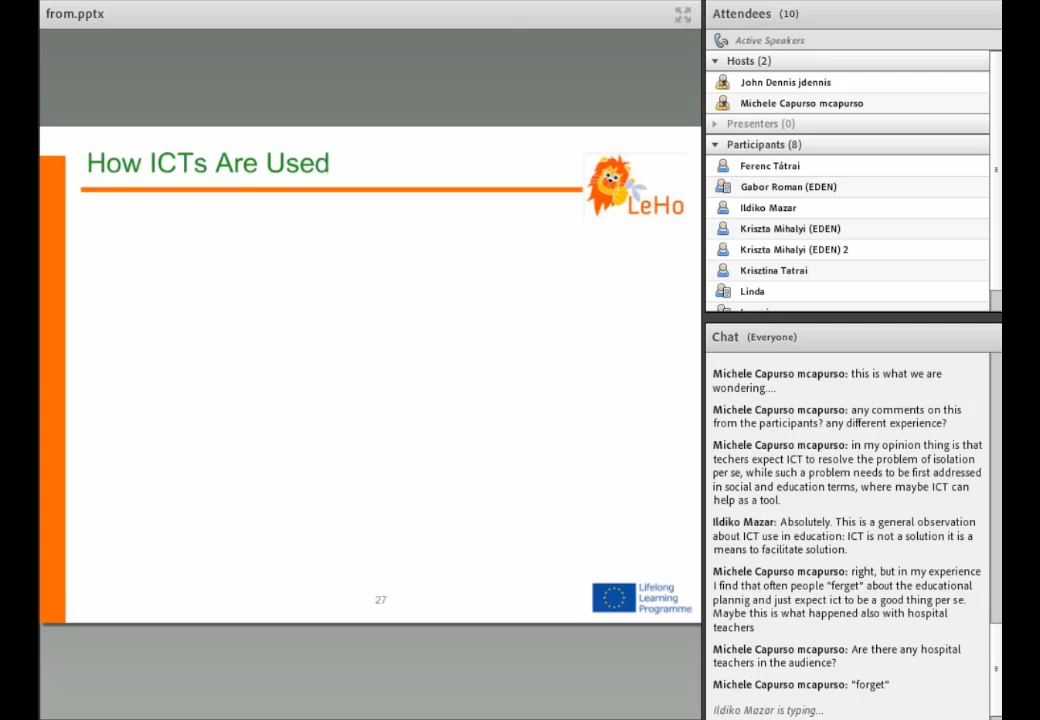 from.pptx
How ICTs Are Used
LeHo
27
Lifelong
Learning
Programme
Attendees (10)
Active Speakers
Hosts (2)
John Dennis jdennis
Michele Capurso mcapurso
Presenters (0)
Participants (8)
Ferenc Tátrai
Gabor Roman (EDEN)
Ildiko Mazar
Kriszta Mihalyi (EDEN)
Kriszta Mihalyi (EDEN) 2
Krisztina Tatrai
Linda
Chat (Everyone)
Michele Capurso mcapurso: this is what we are
wondering....
Michele Capurso mcapurso: any comments on this
from the participants? any different experience?
Michele Capurso mcapurso: in my opinion thing is that
techers expect ICT to resolve the problem of isolation
per se, while such a problem needs to be first addressed
in social and education terms, where maybe ICT can
help as a tool.
Ildiko Mazar: Absolutely. This is a general observation
about ICT use in education: ICT is not a solution it is a
means to facilitate solution.
Michele Capurso mcapurso: right, but in my experience
I find that often people "ferget" about the educational
plannig and just expect ict to be a good thing per se.
Maybe this is what happened also with hospital
teachers
Michele Capurso mcapurso: Are there any hospital
teachers in the audience?
Michele Capurso mcapurso: "forget"
Ildiko Mazar is typing...